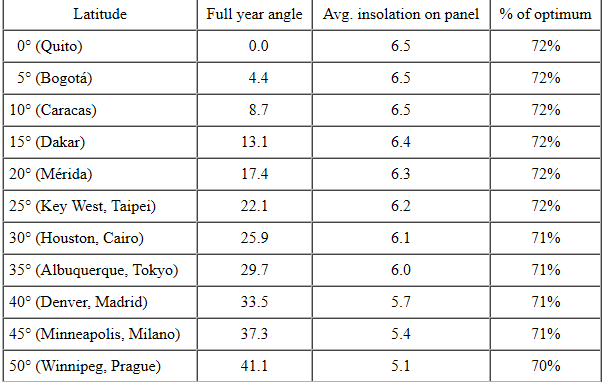 Latitude Full year angle Avg. insolation on panel % of optimum
0° (Quito) 0.0 6.5 72%
5° (Bogotá) 4.4 6.5 72%
10° (Caracas) 8.7 6.5 72%
15° (Dakar) 13.1 6.4 72%
20° (Mérida) 17.4 6.3 72%
25° (Key West, Taipei) 22.1 6.2 72%
30° (Houston, Cairo) 25.9 6.1 71%
35° (Albuquerque, Tokyo) 29.7 6.0 71%
40° (Denver, Madrid) 33.5 5.7 71%
45° (Minneapolis, Milano) 37.3 5.4 71%
50° (Winnipeg, Prague) 41.1 5.1 70%